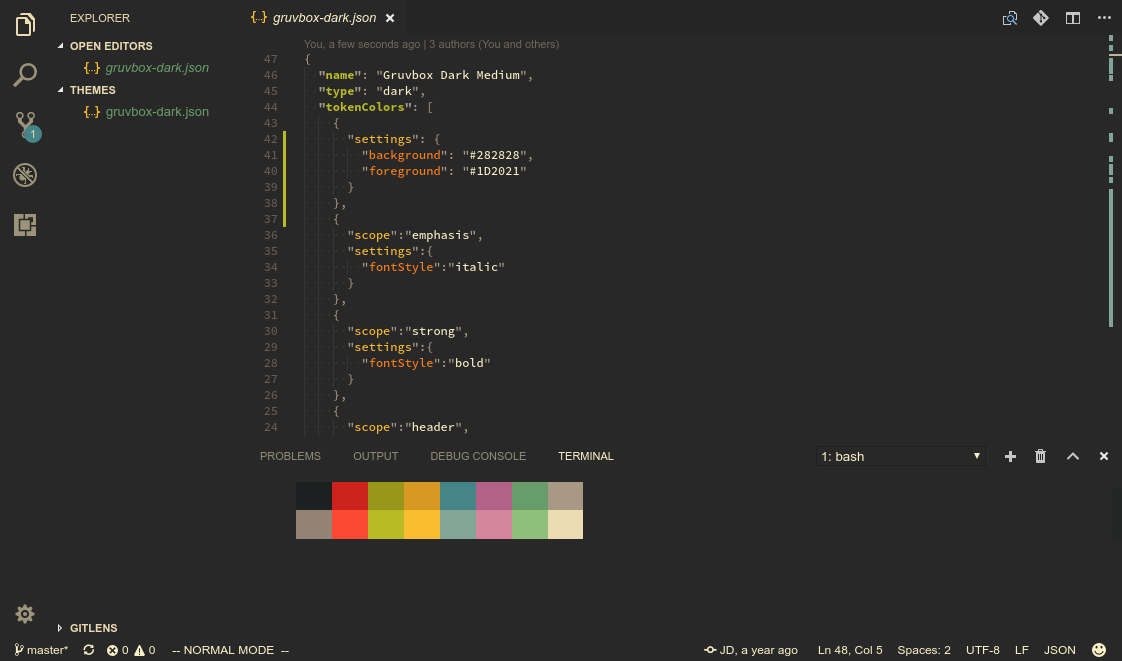 EXPLORER
OPEN EDITORS
{..} gruvbox-dark.json
THEMES
{..} gruvbox-dark.json
{..} gruvbox-dark.json ×
You, a few seconds ago | 3 authors (You and others)
47 {
46 "name": "Gruvbox Dark Medium",
45 "type": "dark",
44 "tokenColors": [
43 {
42 "settings": {
41 "background": "#282828",
40 "foreground": "#1D2021"
39 }
38 },
37 {
36 "scope":"emphasis",
35 "settings":{
34 "fontStyle":"italic"
33 }
32 },
31 {
30 "scope":"strong",
29 "settings":{
28 "fontStyle":"bold"
27 }
26 },
25 {
24 "scope":"header",
1
PROBLEMS OUTPUT DEBUG CONSOLE TERMINAL 1: bash
GITLENS
master* 0 0 -- NORMAL MODE -- JD, a year ago Ln 48, Col 5 Spaces: 2 UTF-8 LF JSON